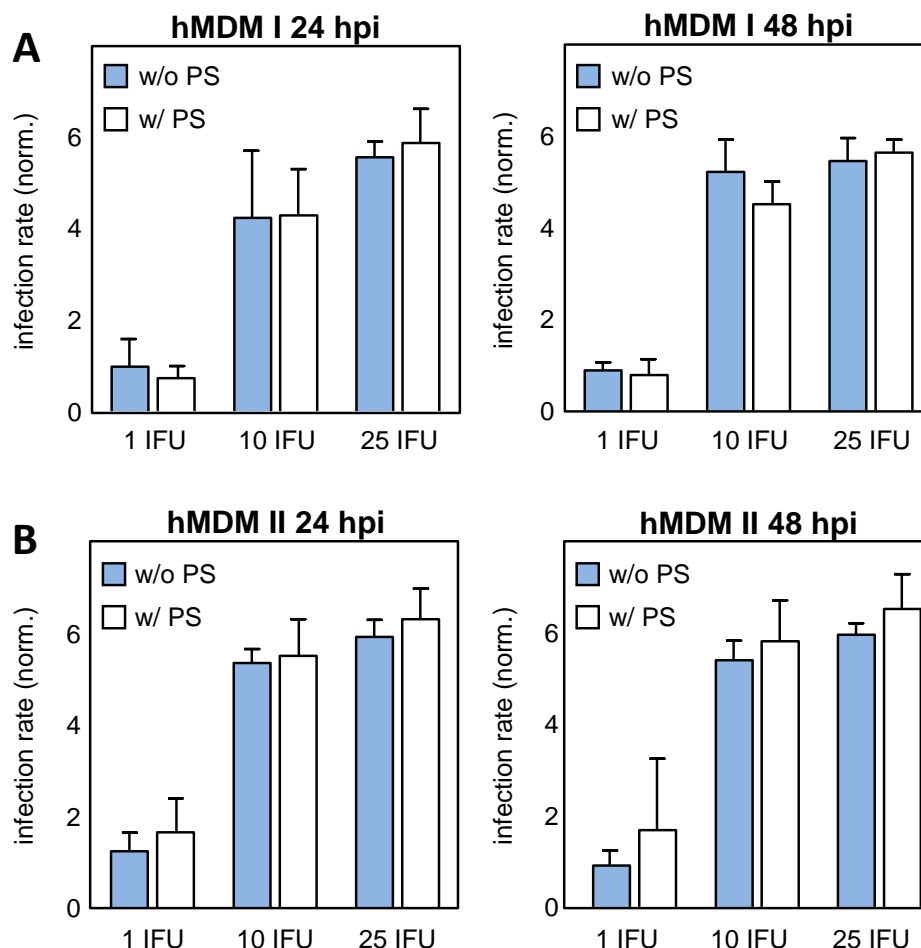 A
hMDM I 24 hpi
w/o PS
w/ PS
infection rate (norm.)
6
4
2
0
1 IFU 10 IFU 25 IFU
hMDM I 48 hpi
w/o PS
w/ PS
infection rate (norm.)
6
4
2
0
1 IFU 10 IFU 25 IFU
B
hMDM II 24 hpi
w/o PS
w/ PS
infection rate (norm.)
6
4
2
0
1 IFU 10 IFU 25 IFU
hMDM II 48 hpi
w/o PS
w/ PS
infection rate (norm.)
6
4
2
0
1 IFU 10 IFU 25 IFU